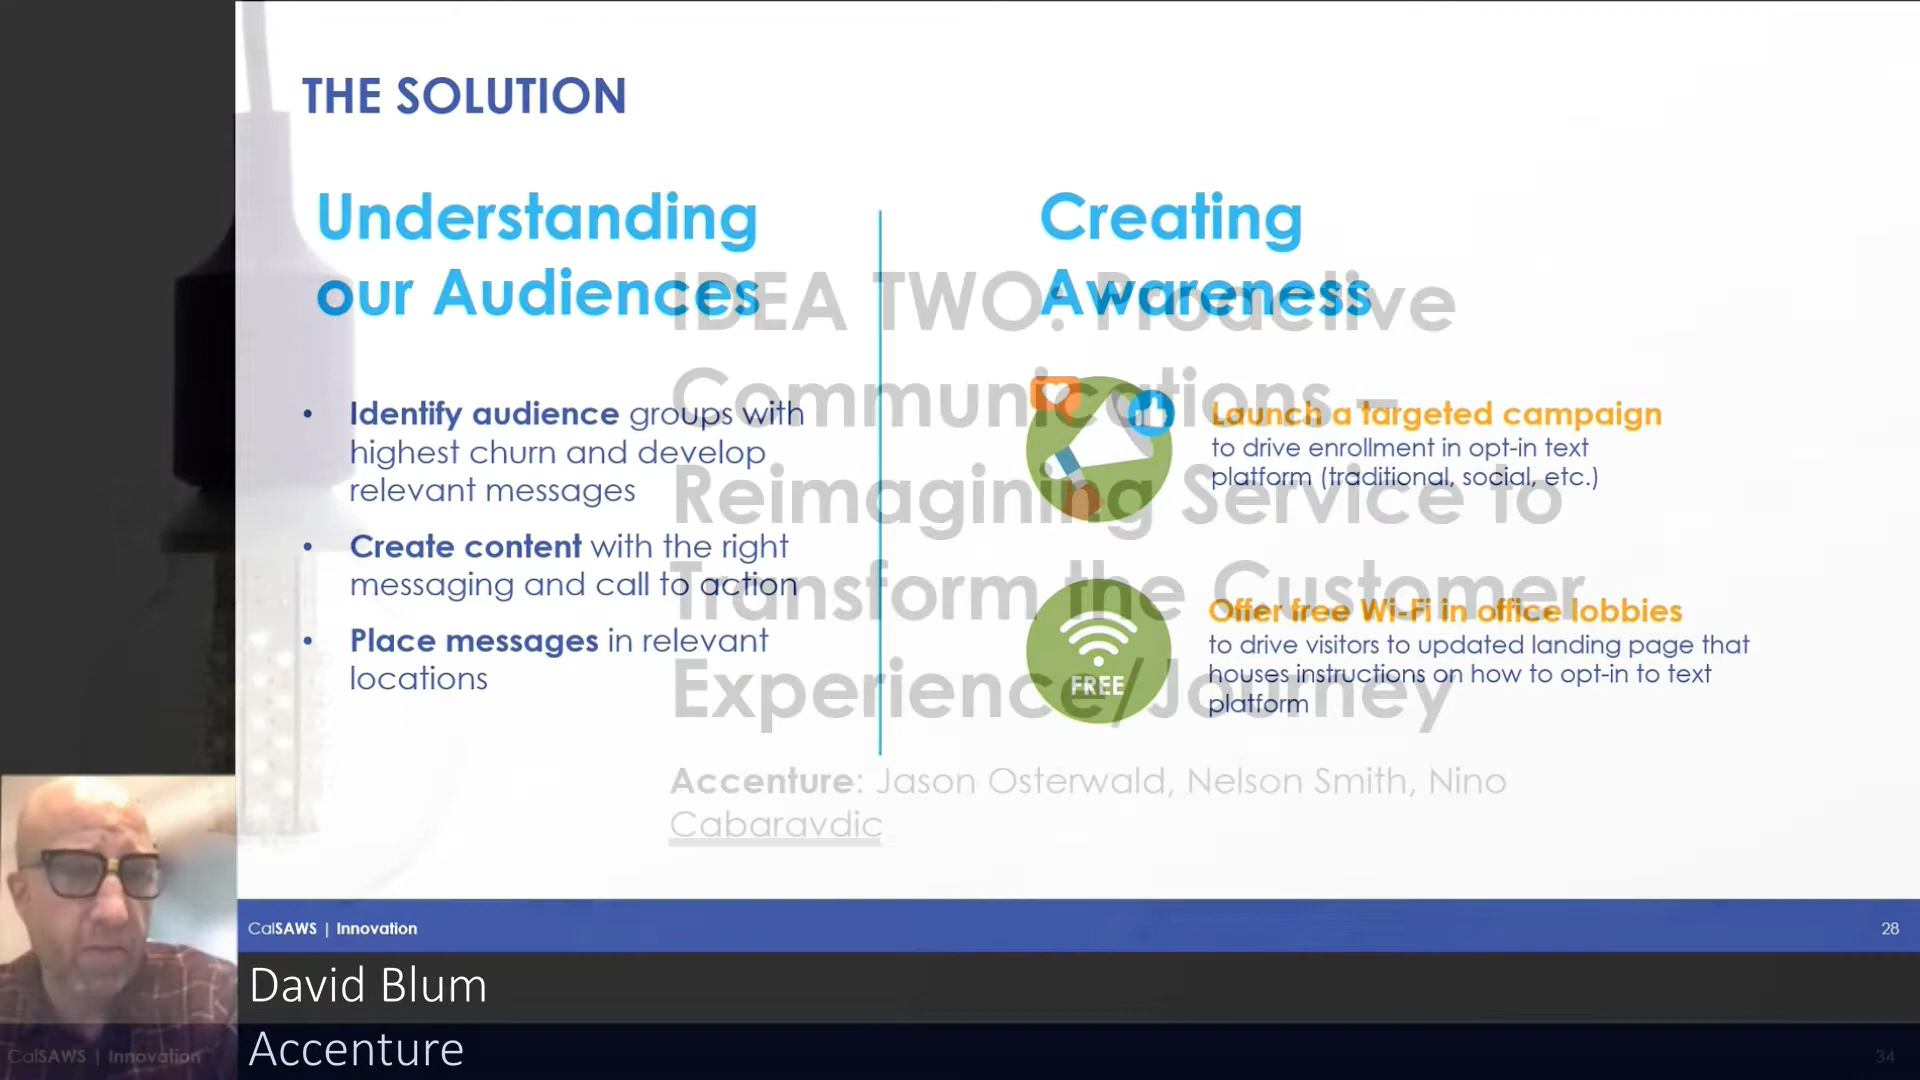 THE SOLUTION
Understanding
our Audiences
• Identify audience groups with
highest churn and develop
relevant messages
• Create content with the right
messaging and call to action
• Place messages in relevant
locations
Creating
Awareness
Launch a targeted campaign
to drive enrollment in opt-in text
platform (traditional, social, etc.)
FREE
Offer free Wi-Fi in office lobbies
to drive visitors to updated landing page that
houses instructions on how to opt-in to text
platform
IDEA TWO: Proactive
Communications –
Reimagining Service to
Transform the Customer
Experience/Journey
Accenture: Jason Osterwald, Nelson Smith, Nino
Cabaravdic
CalSAWS | Innovation
28
David Blum
Accenture
CalSAWS | Innovation
34